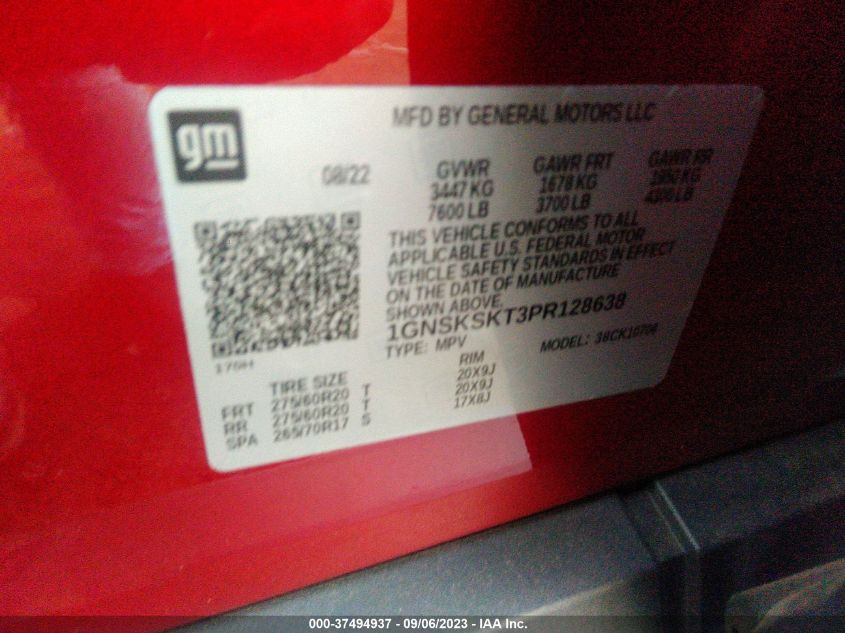 gm
MFD BY GENERAL MOTORS LLC
08/22 GVWR GAWR FRT GAWR RR
3447 KG 1678 KG KG
7600 LB 3700 LB LB
THIS VEHICLE CONFORMS TO ALL
APPLICABLE U.S. FEDERAL MOTOR
VEHICLE SAFETY STANDARDS IN EFFECT
ON THE DATE OF MANUFACTURE
SHOWN ABOVE.
1GNSKSKT3PR128638
TYPE: MPV MODEL:
170H
TIRE SIZE RIM
FRT 275/60R20 T 20X9J
RR 275/60R20 T 20X9J
SPA 265/70R17 S 17X8J
000-37494937 - 09/06/2023 - IAA Inc.